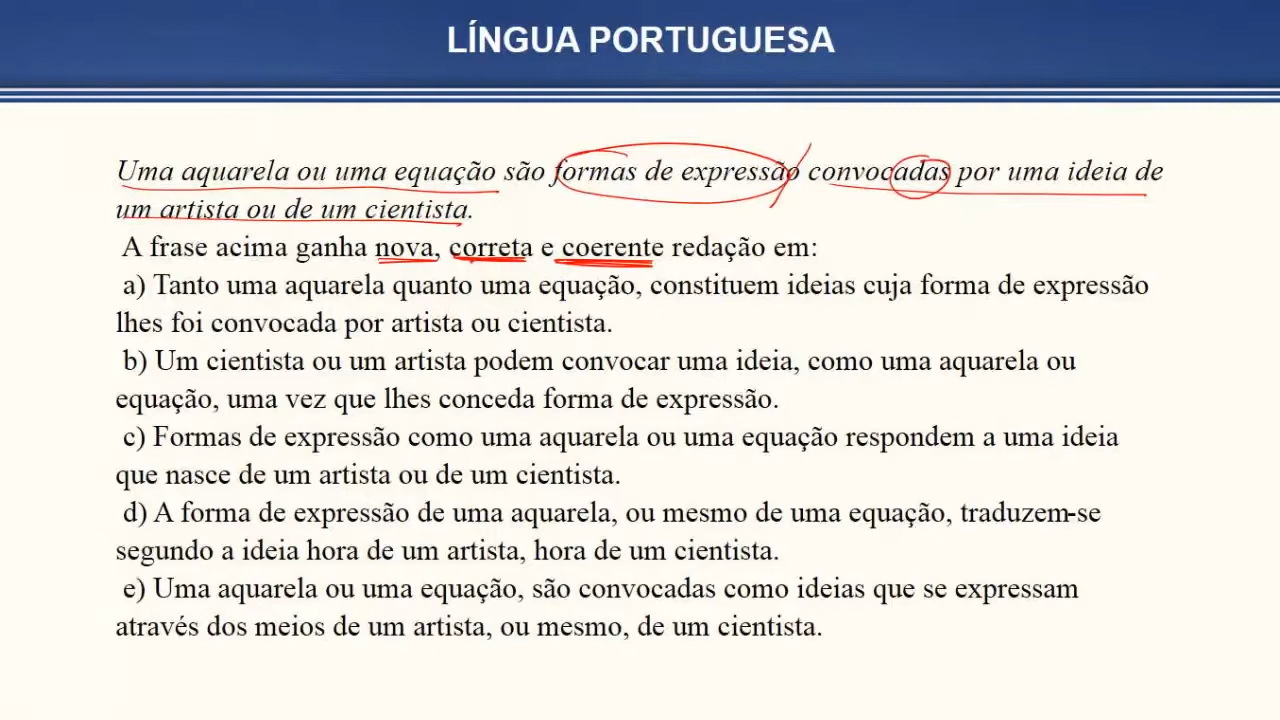 LÍNGUA PORTUGUESA
Uma aquarela ou uma equação são formas de expressão convocadas por uma ideia de
um artista ou de um cientista.
A frase acima ganha nova, correta e coerente redação em:
a) Tanto uma aquarela quanto uma equação, constituem ideias cuja forma de expressão
lhes foi convocada por artista ou cientista.
b) Um cientista ou um artista podem convocar uma ideia, como uma aquarela ou
equação, uma vez que lhes conceda forma de expressão.
c) Formas de expressão como uma aquarela ou uma equação respondem a uma ideia
que nasce de um artista ou de um cientista.
d) A forma de expressão de uma aquarela, ou mesmo de uma equação, traduzem-se
segundo a ideia hora de um artista, hora de um cientista.
e) Uma aquarela ou uma equação, são convocadas como ideias que se expressam
através dos meios de um artista, ou mesmo, de um cientista.